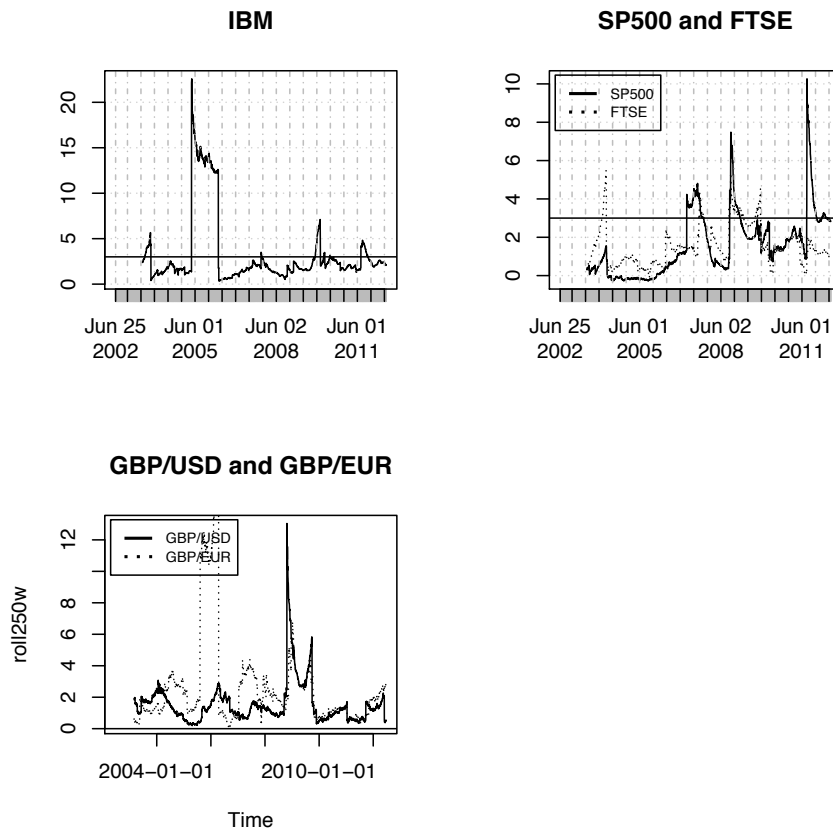 IBM
20
15
10
5
0
Jun 25
2002
Jun 01
2005
Jun 02
2008
Jun 01
2011
SP500 and FTSE
SP500
FTSE
10
8
6
4
2
0
Jun 25
2002
Jun 01
2005
Jun 02
2008
Jun 01
2011
GBP/USD and GBP/EUR
GBP/USD
GBP/EUR
roll250w
12
8
6
4
2
0
2004−01−01
2010−01−01
Time